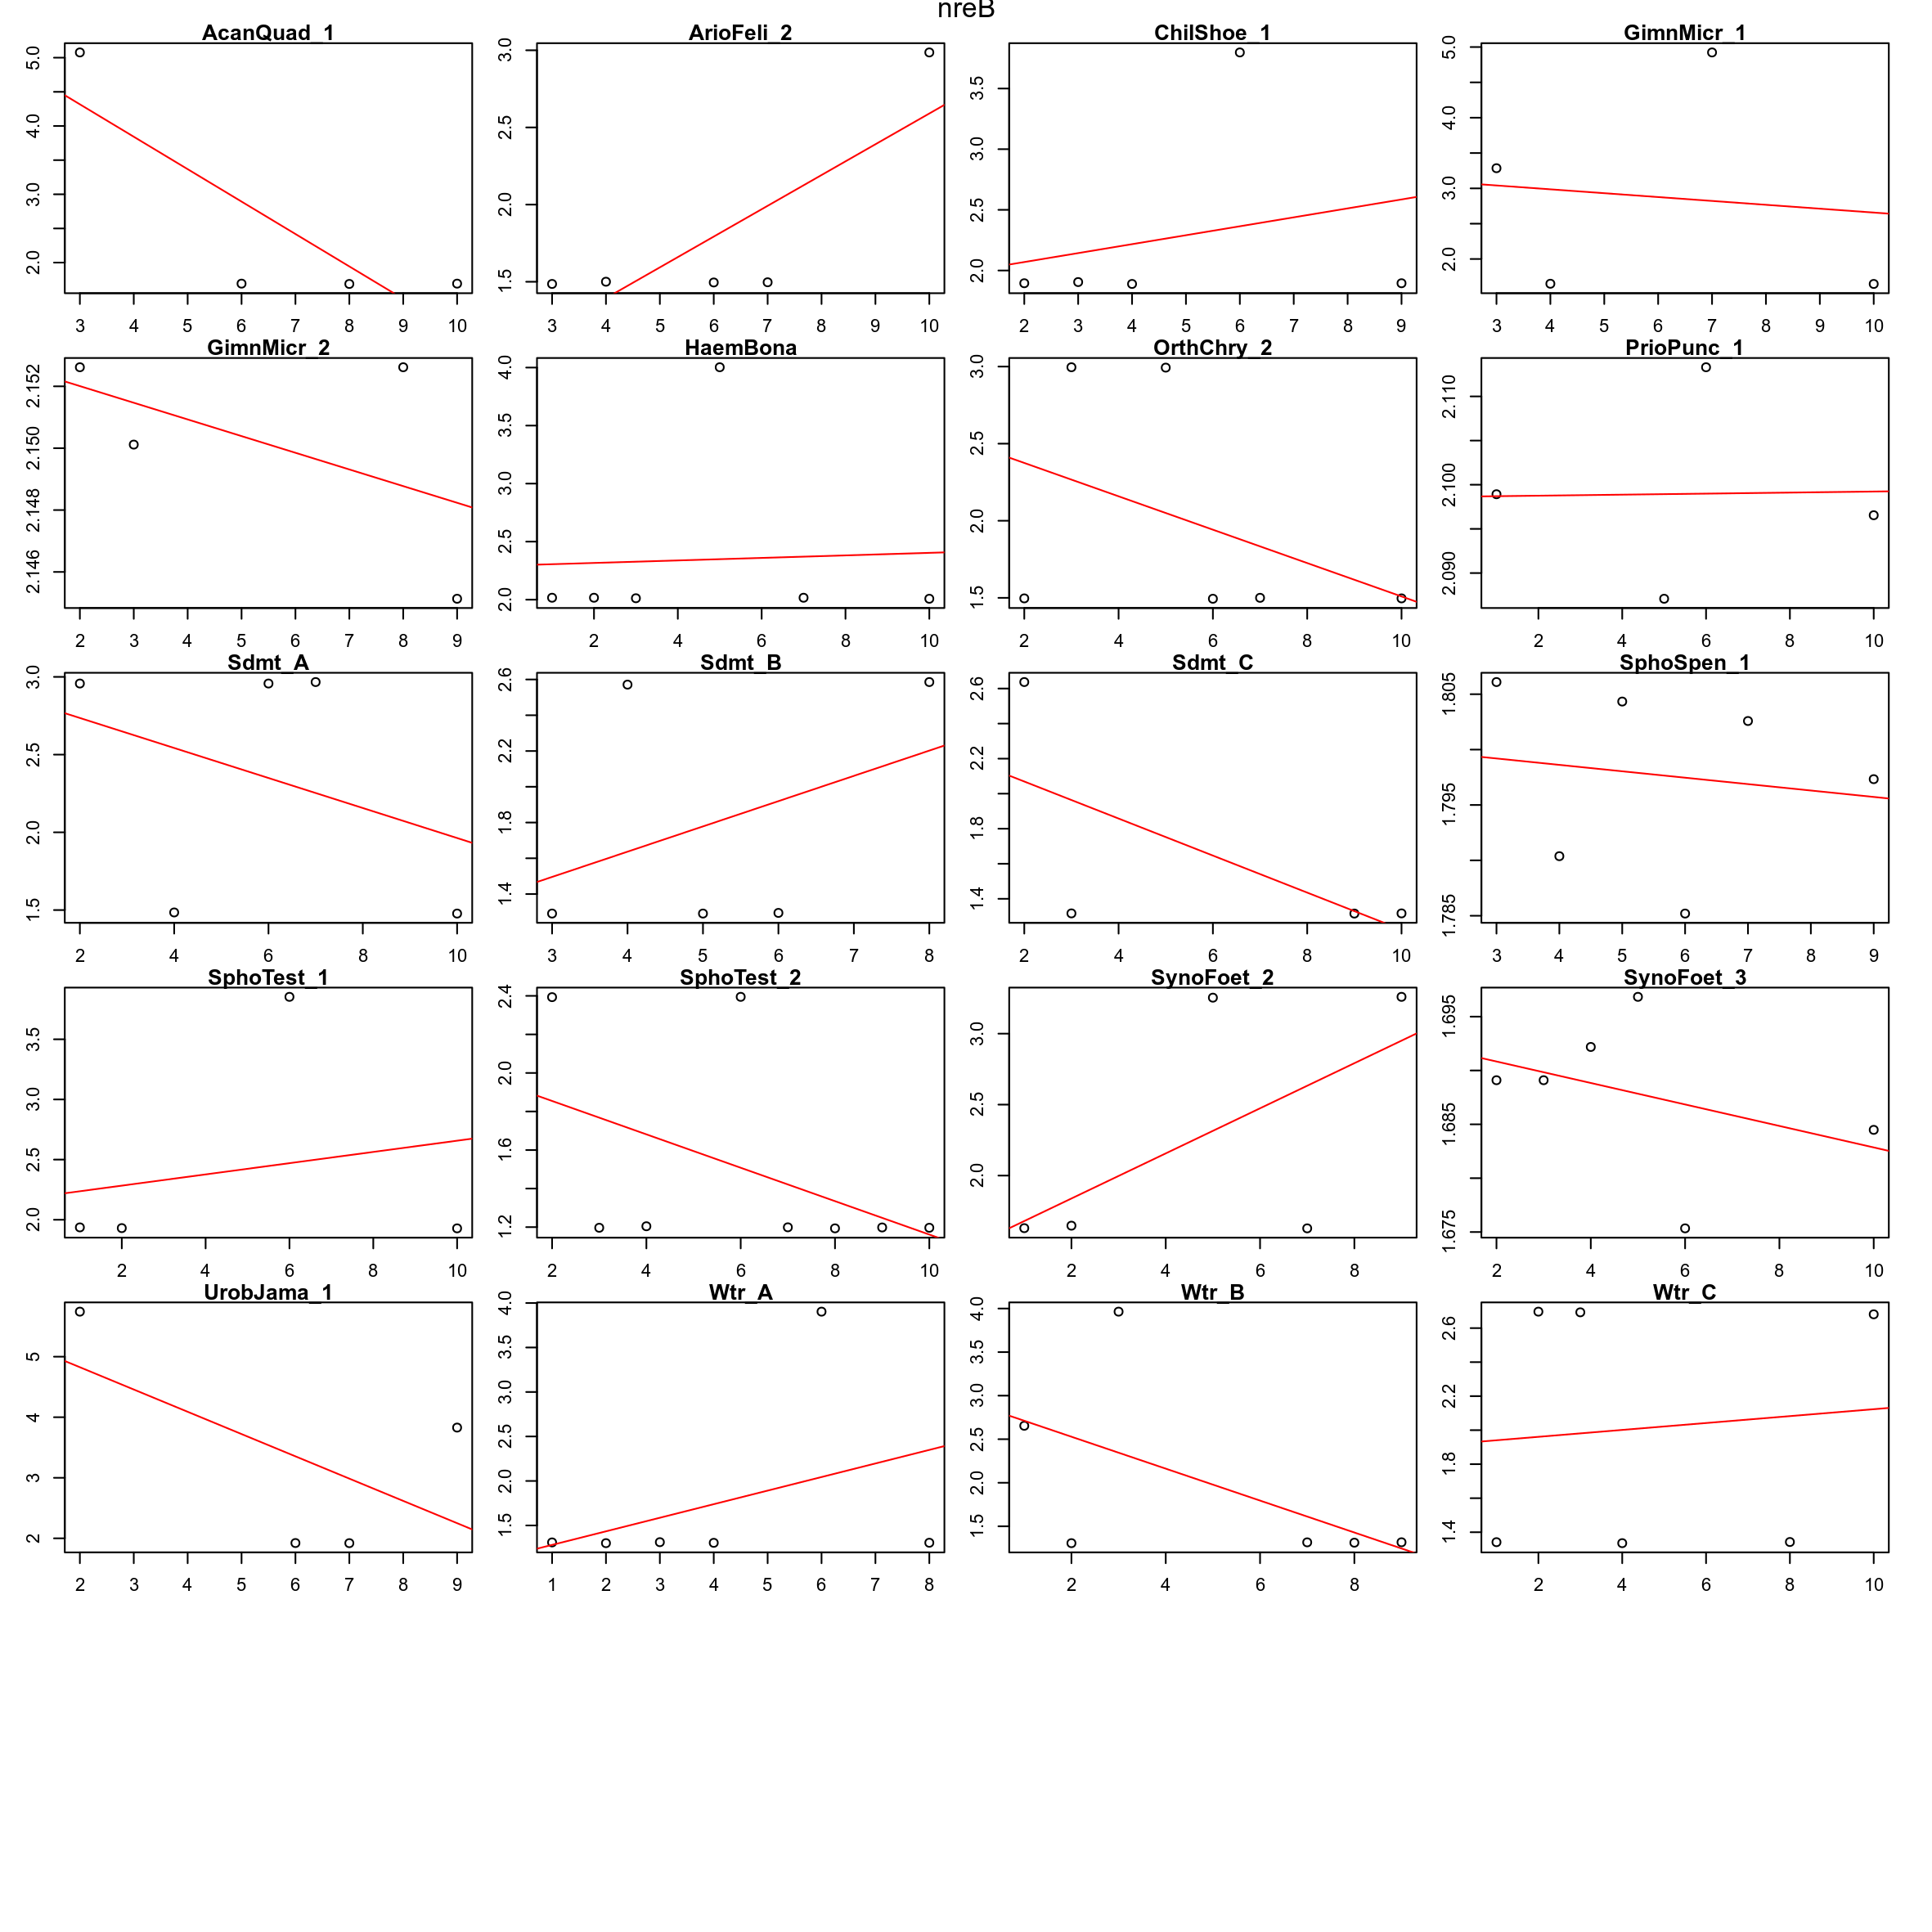 nreB
AcanQuad_1
5.0
4.0
3.0
2.0
3 4 5 6 7 8 9 10
ArioFeli_2
3.0
2.5
2.0
1.5
3 4 5 6 7 8 9 10
ChilShoe_1
3.5
3.0
2.5
2.0
2 3 4 5 6 7 8 9
GimnMicr_1
5.0
4.0
3.0
2.0
3 4 5 6 7 8 9 10
GimnMicr_2
2.152
2.150
2.148
2.146
2 3 4 5 6 7 8 9
HaemBona
4.0
3.5
3.0
2.5
2.0
2 4 6 8 10
OrthChry_2
3.0
2.5
2.0
1.5
2 4 6 8 10
PrioPunc_1
2.110
2.100
2.090
2 4 6 8 10
Sdmt_A
3.0
2.5
2.0
1.5
2 4 6 8 10
Sdmt_B
2.6
2.2
1.8
1.4
3 4 5 6 7 8
Sdmt_C
2.6
2.2
1.8
1.4
2 4 6 8 10
SphoSpen_1
1.805
1.795
1.785
3 4 5 6 7 8 9
SphoTest_1
3.5
3.0
2.5
2.0
2 4 6 8 10
SphoTest_2
2.4
2.0
1.6
1.2
2 4 6 8 10
SynoFoet_2
3.0
2.5
2.0
2 4 6 8
SynoFoet_3
1.695
1.685
1.675
2 4 6 8 10
UrobJama_1
5
4
3
2
2 3 4 5 6 7 8 9
Wtr_A
4.0
3.5
3.0
2.5
2.0
1.5
1 2 3 4 5 6 7 8
Wtr_B
4.0
3.5
3.0
2.5
2.0
1.5
2 4 6 8
Wtr_C
2.6
2.2
1.8
1.4
2 4 6 8 10